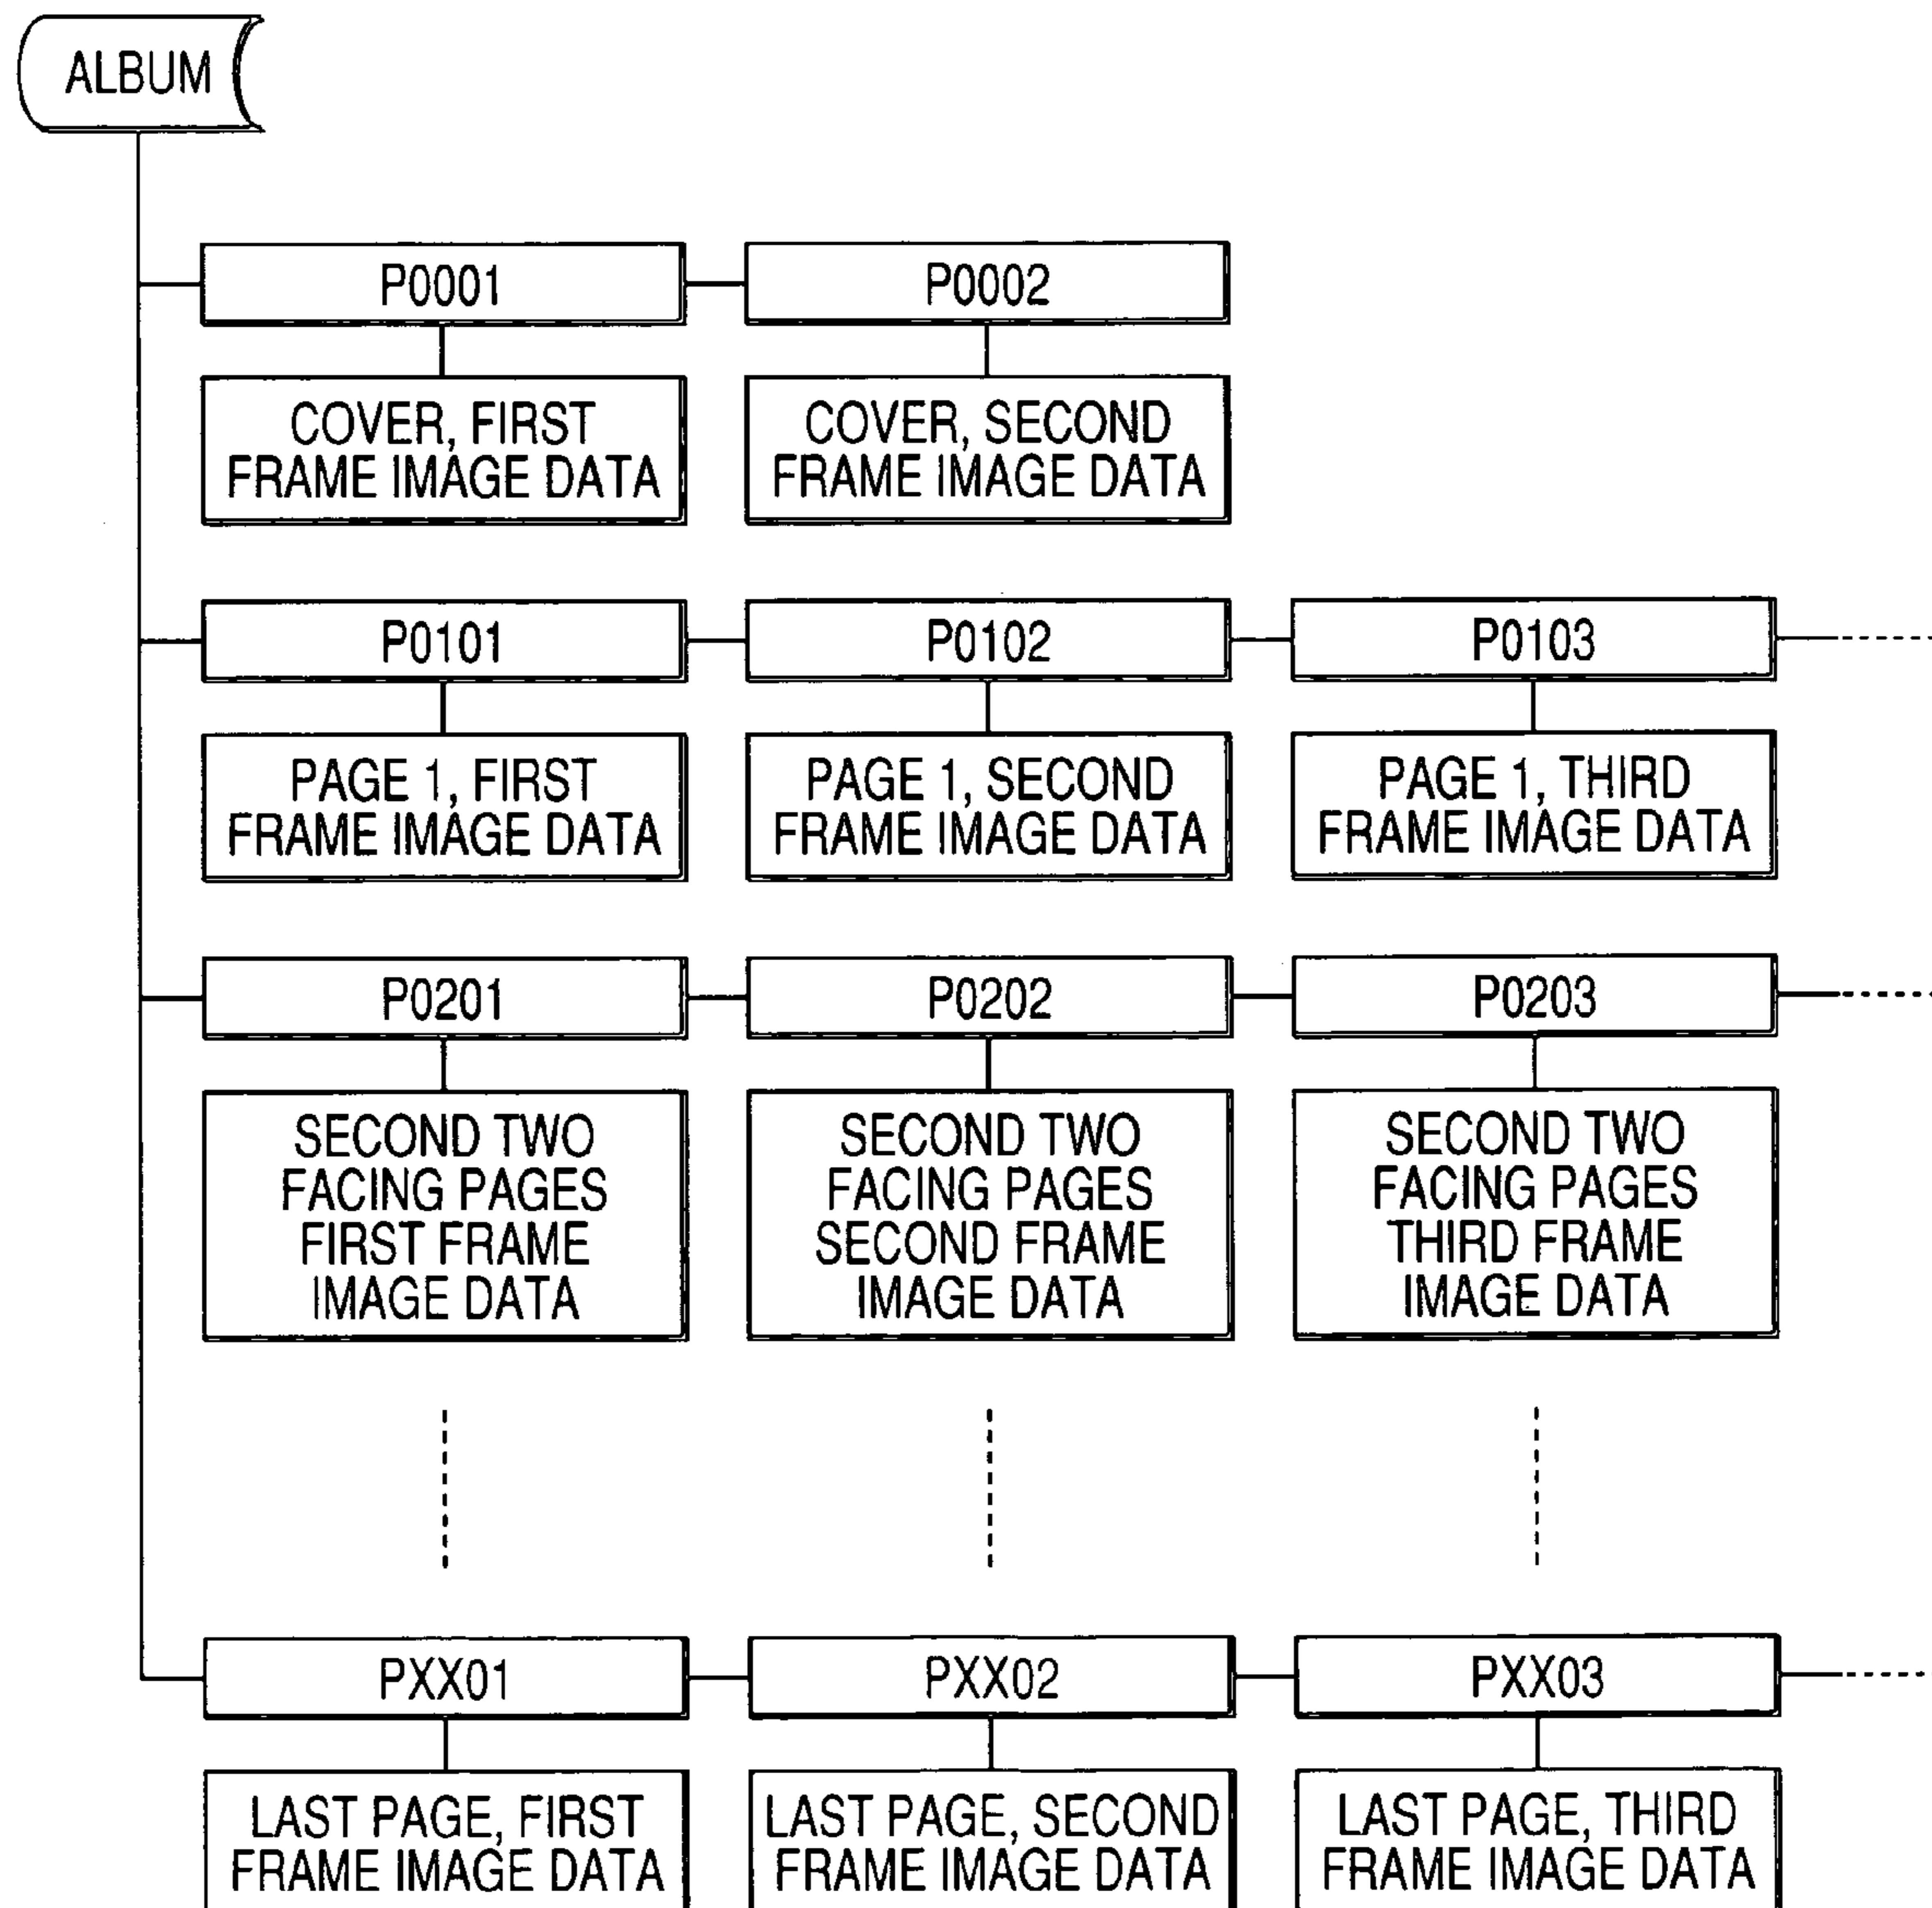 ALBUM
P0001
P0002
COVER, FIRST
FRAME IMAGE DATA
COVER, SECOND
FRAME IMAGE DATA
P0101
P0102
P0103
PAGE 1, FIRST
FRAME IMAGE DATA
PAGE 1, SECOND
FRAME IMAGE DATA
PAGE 1, THIRD
FRAME IMAGE DATA
P0201
P0202
P0203
SECOND TWO
FACING PAGES
FIRST FRAME
IMAGE DATA
SECOND TWO
FACING PAGES
SECOND FRAME
IMAGE DATA
SECOND TWO
FACING PAGES
THIRD FRAME
IMAGE DATA
PXX01
PXX02
PXX03
LAST PAGE, FIRST
FRAME IMAGE DATA
LAST PAGE, SECOND
FRAME IMAGE DATA
LAST PAGE, THIRD
FRAME IMAGE DATA